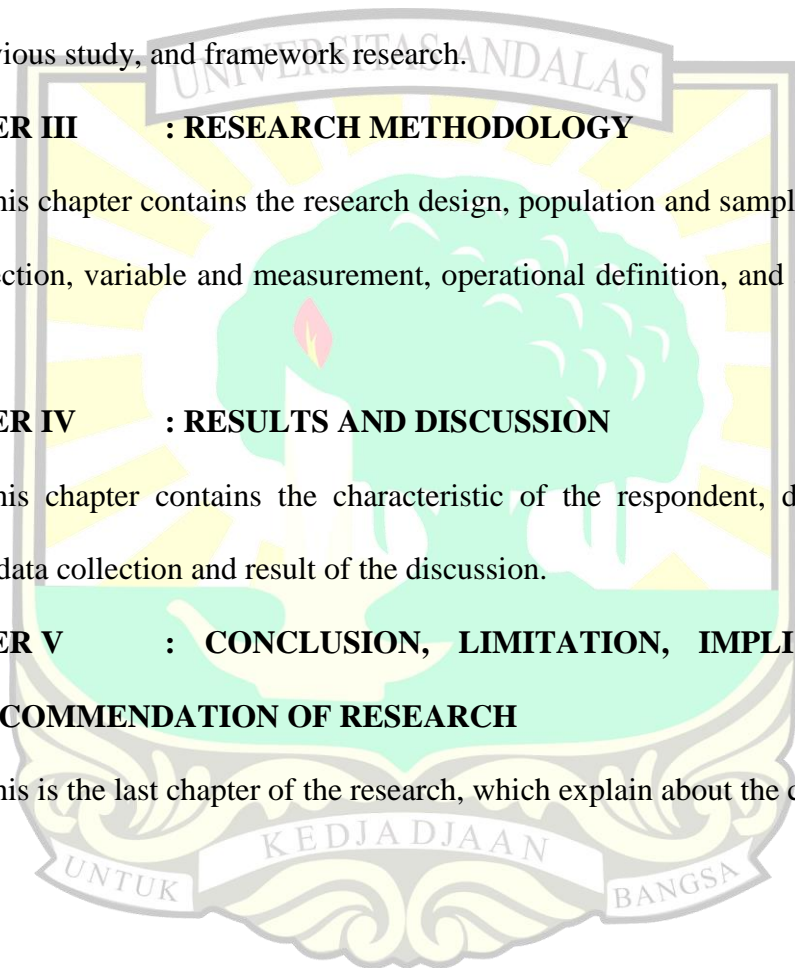 vious study, and framework research.
UNIVERSITAS ANDALAS
ER III : RESEARCH METHODOLOGY
his chapter contains the research design, population and sampl
ection, variable and measurement, operational definition, and
ER IV : RESULTS AND DISCUSSION
his chapter contains the characteristic of the respondent, d
data collection and result of the discussion.
ER V : CONCLUSION, LIMITATION, IMPLI
COMMENDATION OF RESEARCH
his is the last chapter of the research, which explain about the c
UNTUK KEDJADJAAN BANGSA